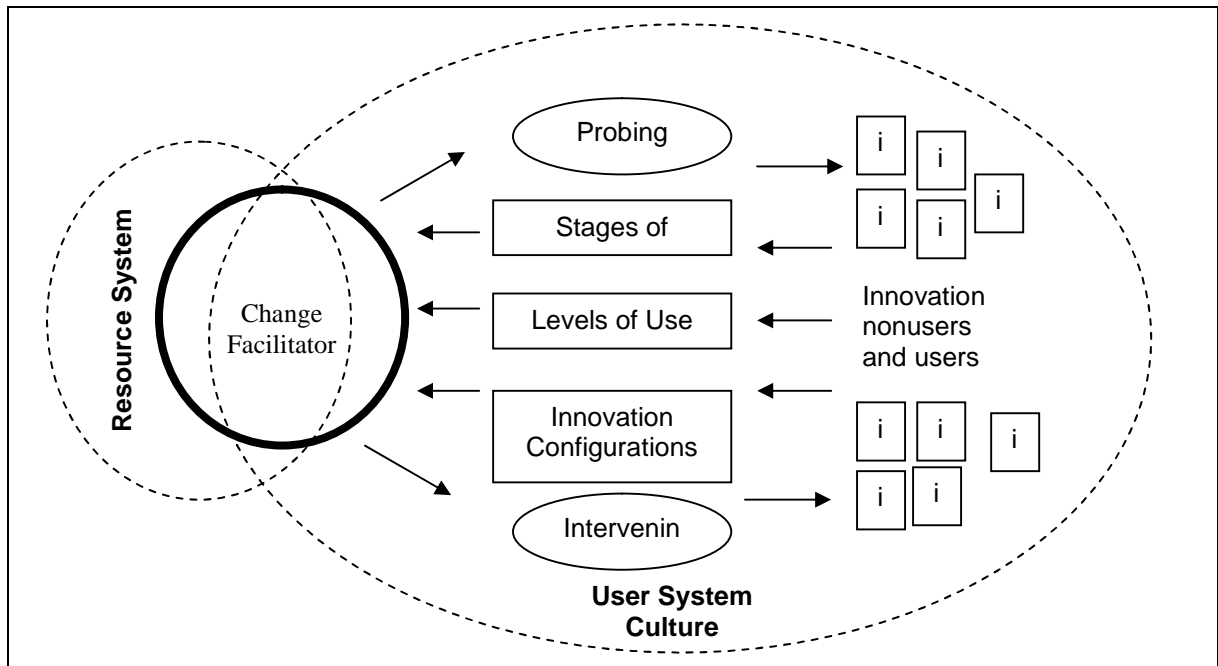 Probing
i
i
i
i
i
Stages of
Resource System
Change
Facilitator
Levels of Use
Innovation
nonusers
and users
Innovation
Configurations
i
i
i
i
i
Intervenin
User System
Culture